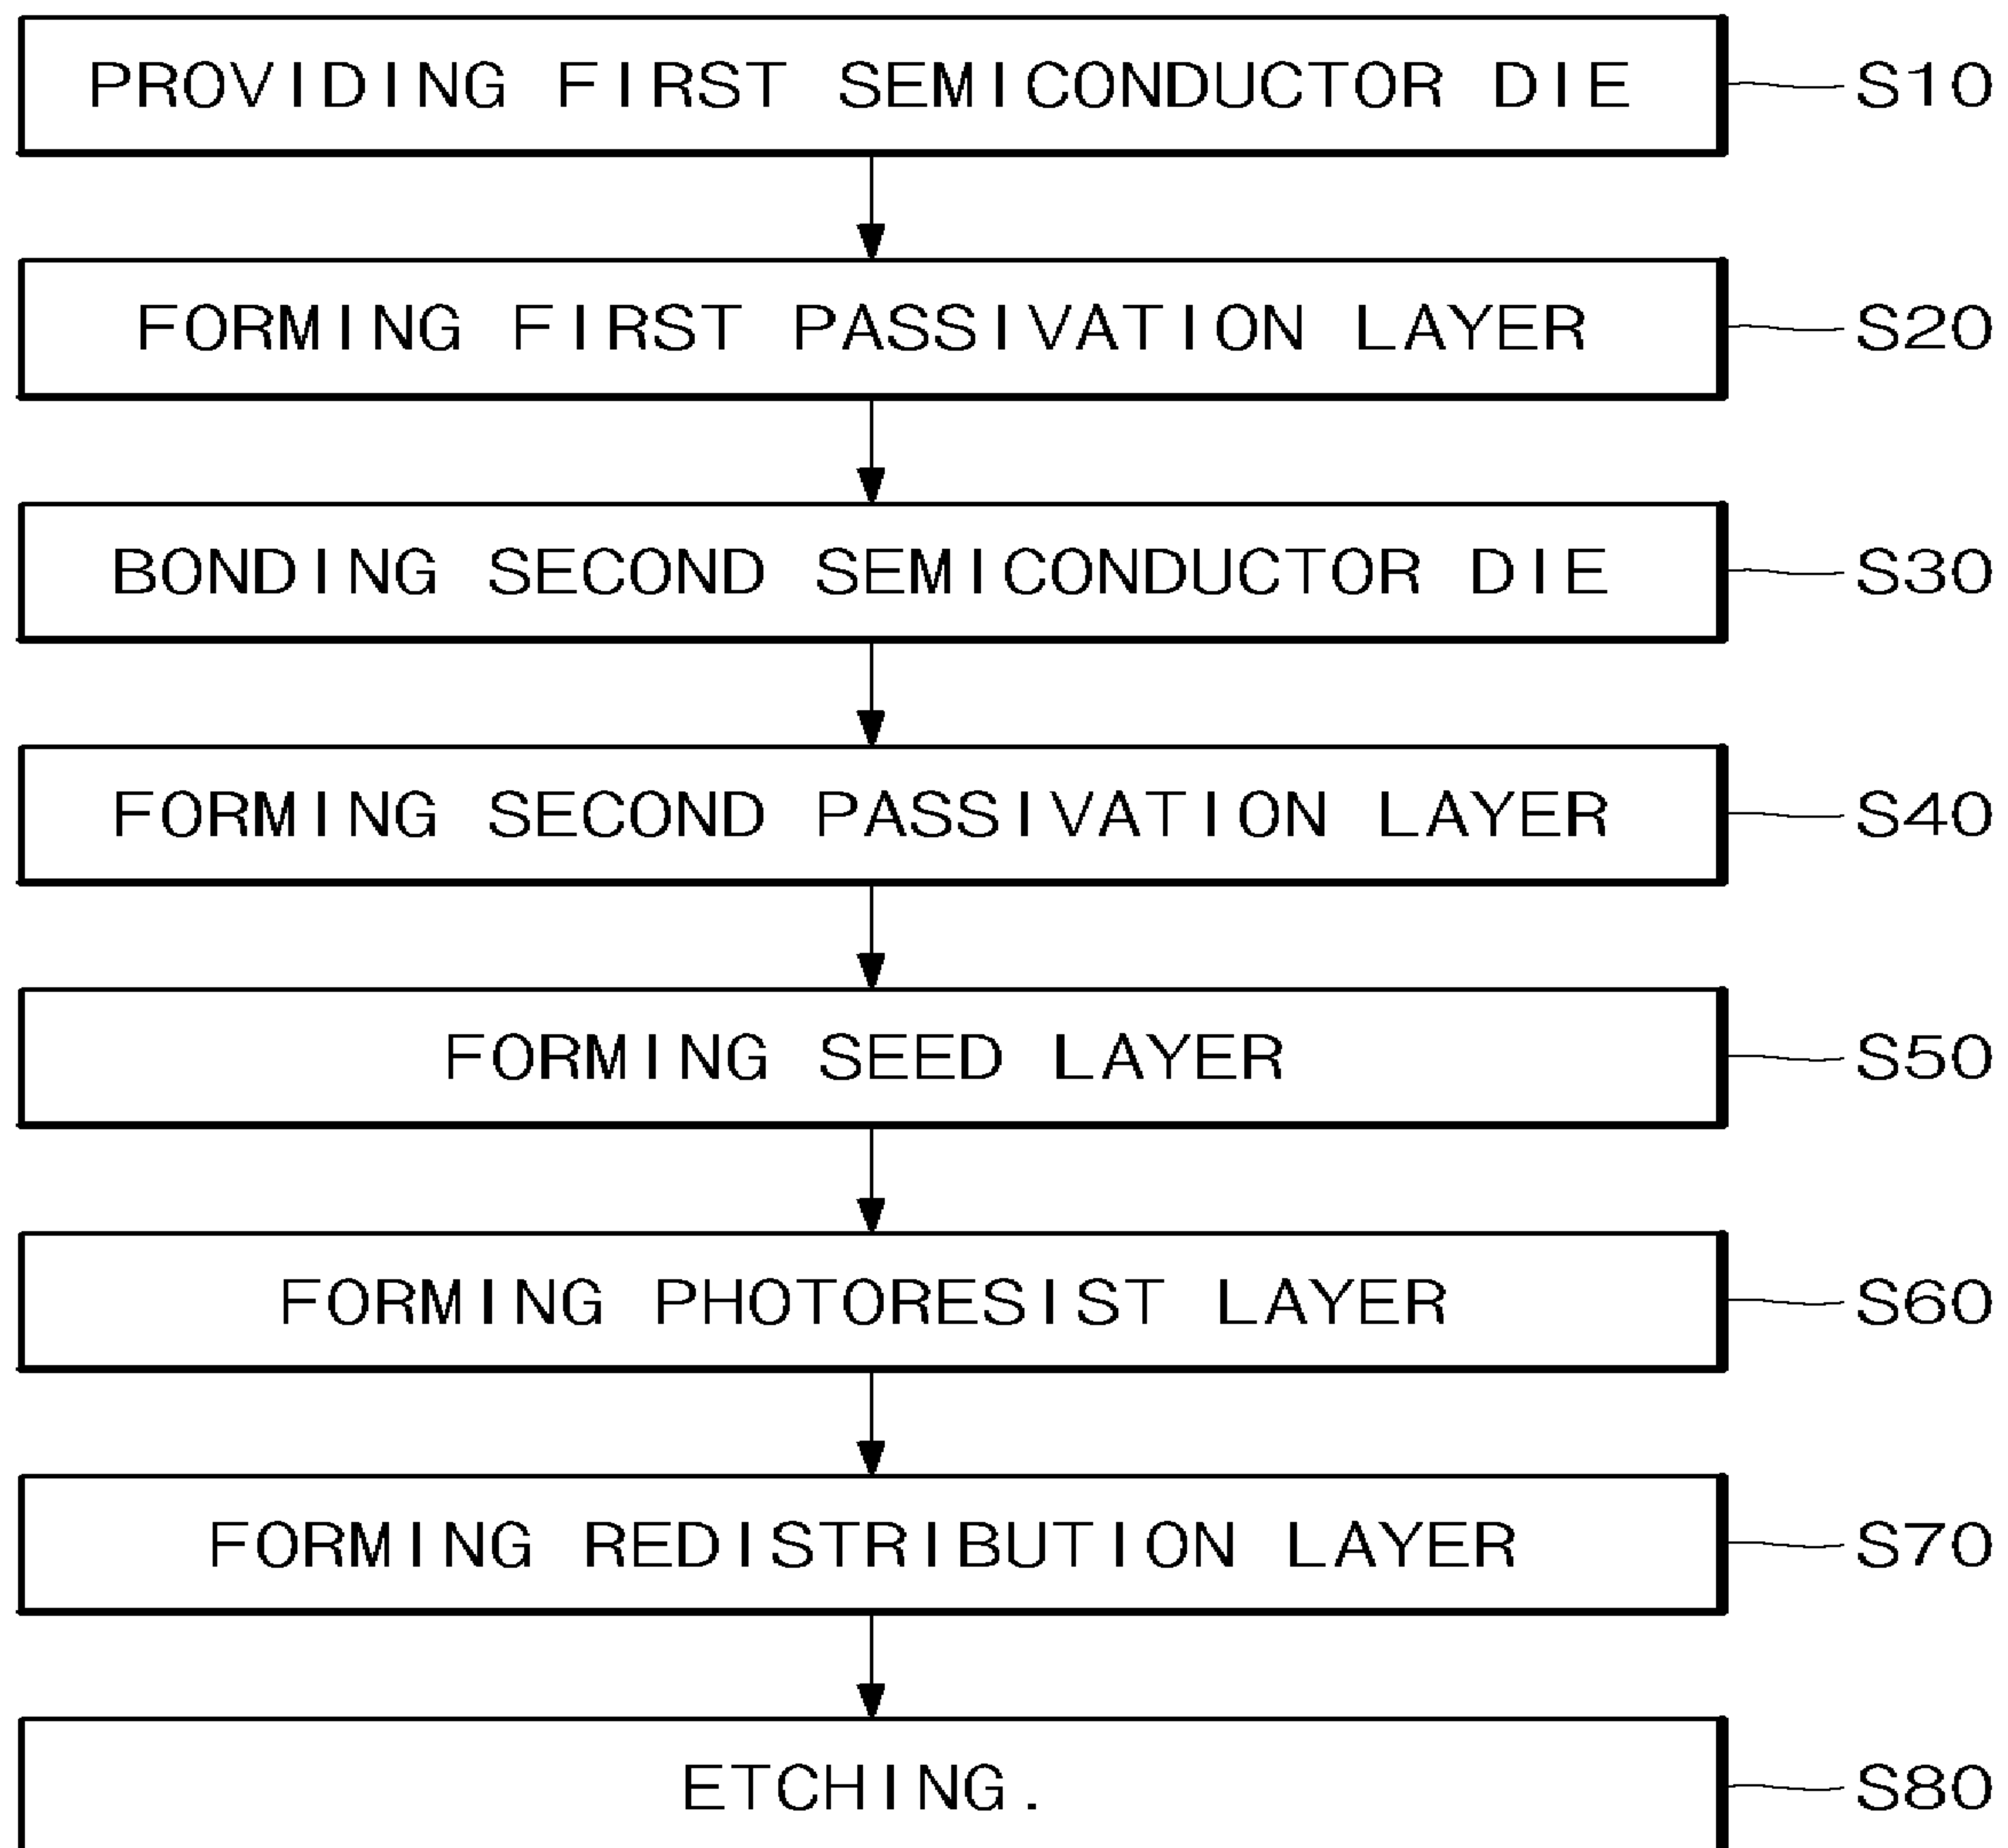 PROVIDING FIRST SEMICONDUCTOR DIE S10
FORMING FIRST PASSIVATION LAYER S20
BONDING SECOND SEMICONDUCTOR DIE S30
FORMING SECOND PASSIVATION LAYER S40
FORMING SEED LAYER S50
FORMING PHOTORESIST LAYER S60
FORMING REDISTRIBUTION LAYER S70
ETCHING. S80